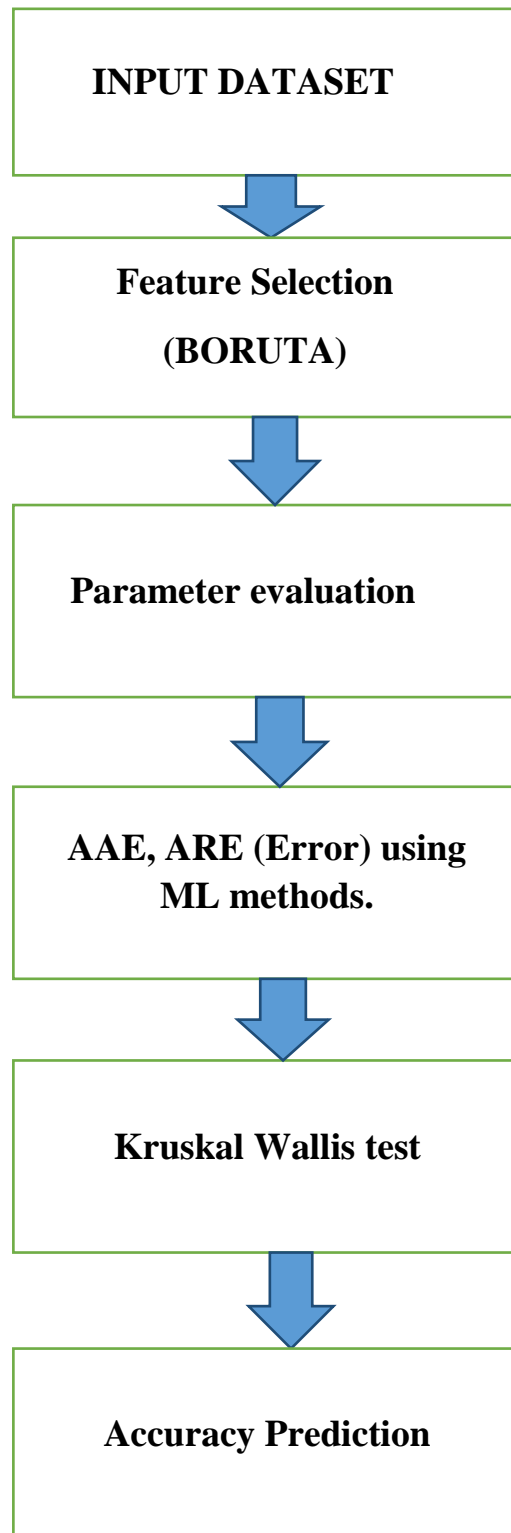 INPUT DATASET
Feature Selection
(BORUTA)
Parameter evaluation
AAE, ARE (Error) using
ML methods.
Kruskal Wallis test
Accuracy Prediction